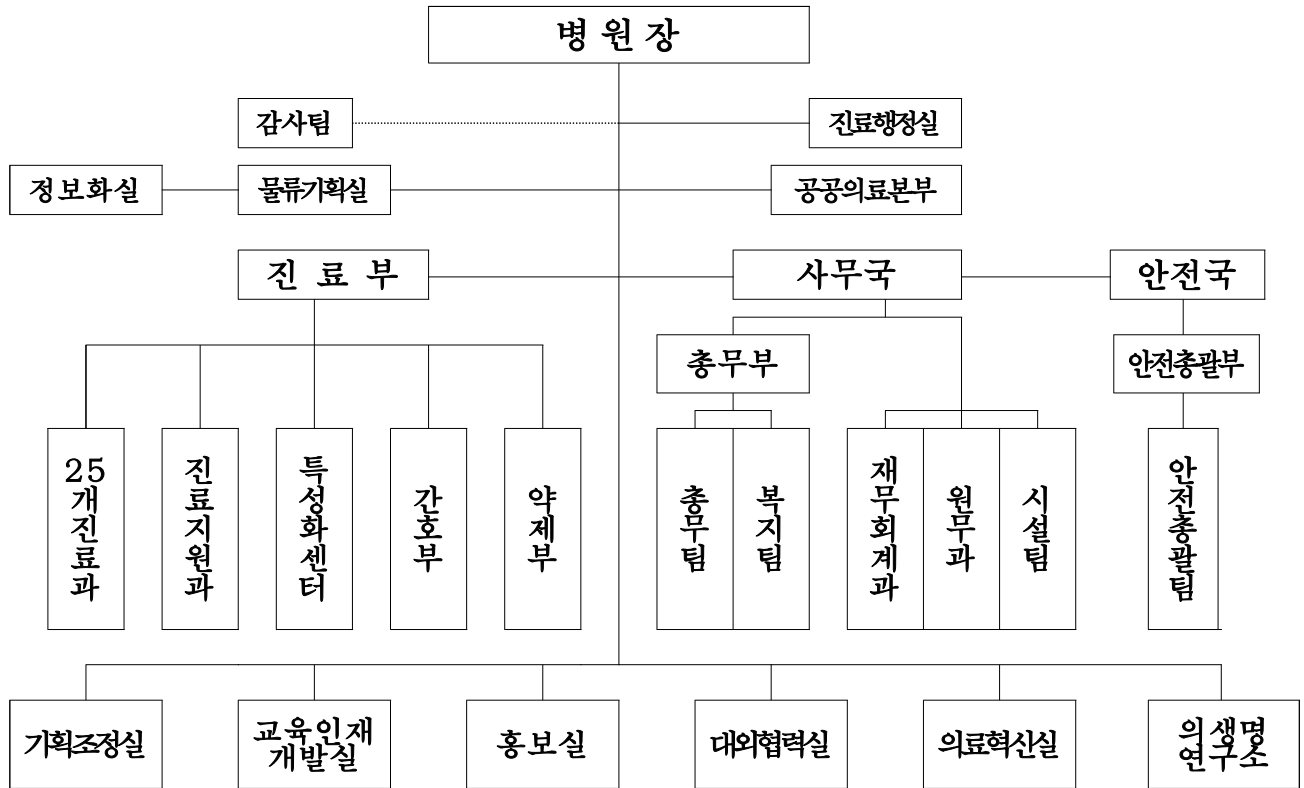 병 원 장
감사팀
진료행정실
정보화실
물류기획실
공공의료본부
진 료 부
사무국
안전국
총무부
안전총괄부
25개진료과
진료지원과
특성화센터
간호부
약제부
총무팀
복지팀
재무회계과
원무과
시설팀
안전총괄팀
기획조정실
교육인재
개발실
홍보실
대외협력실
의료혁신실
의생명
연구소